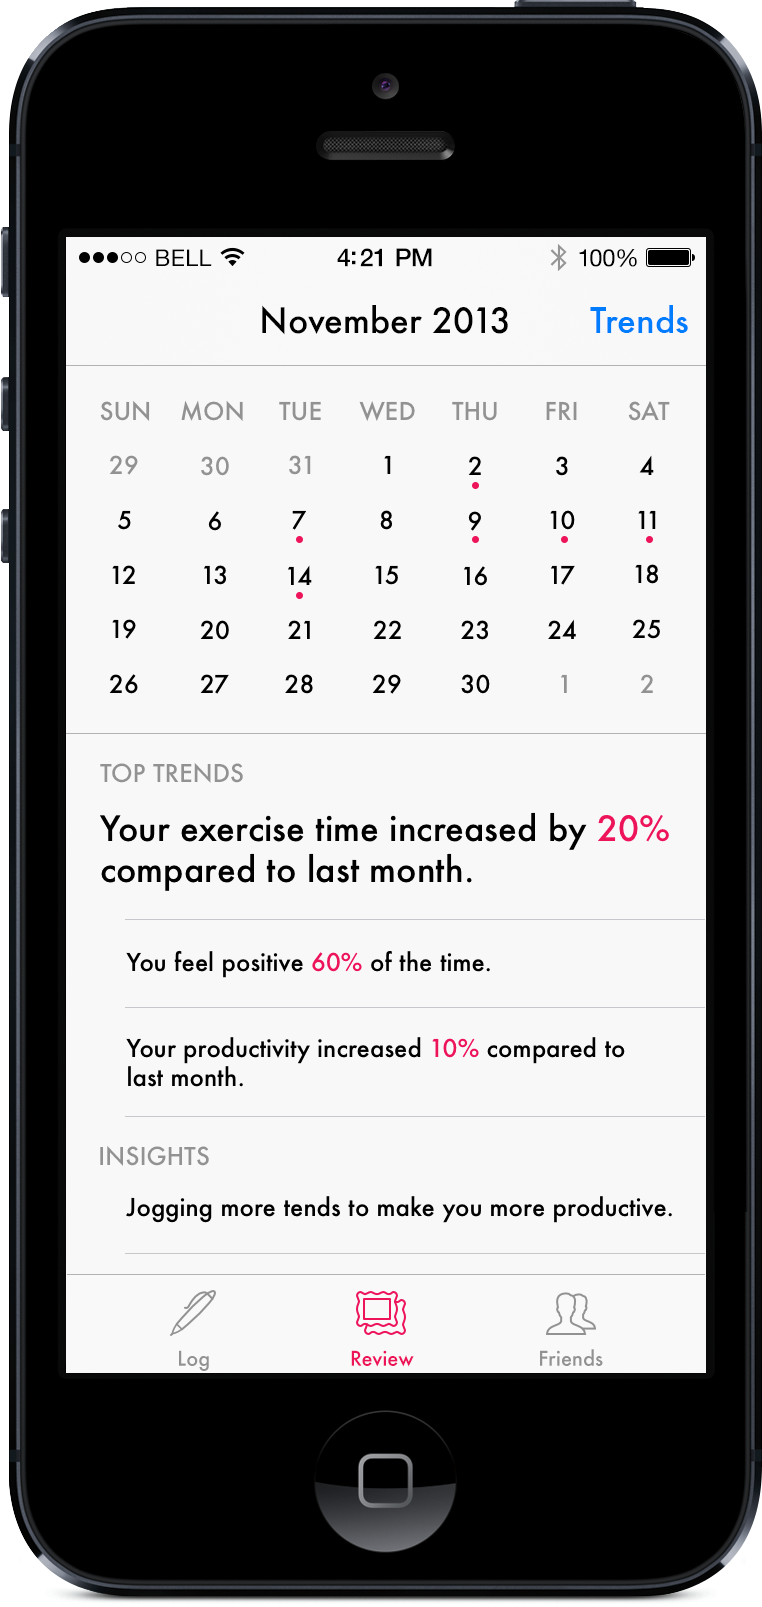 BELL 4:21 PM 100%
November 2013 Trends
SUN MON TUE WED THU FRI SAT
29 30 31 1 2 3 4
5 6 7 8 9 10 11
12 13 14 15 16 17 18
19 20 21 22 23 24 25
26 27 28 29 30 1 2
TOP TRENDS
Your exercise time increased by 20%
compared to last month.
You feel positive 60% of the time.
Your productivity increased 10% compared to
last month.
INSIGHTS
Jogging more tends to make you more productive.
Log Review Friends